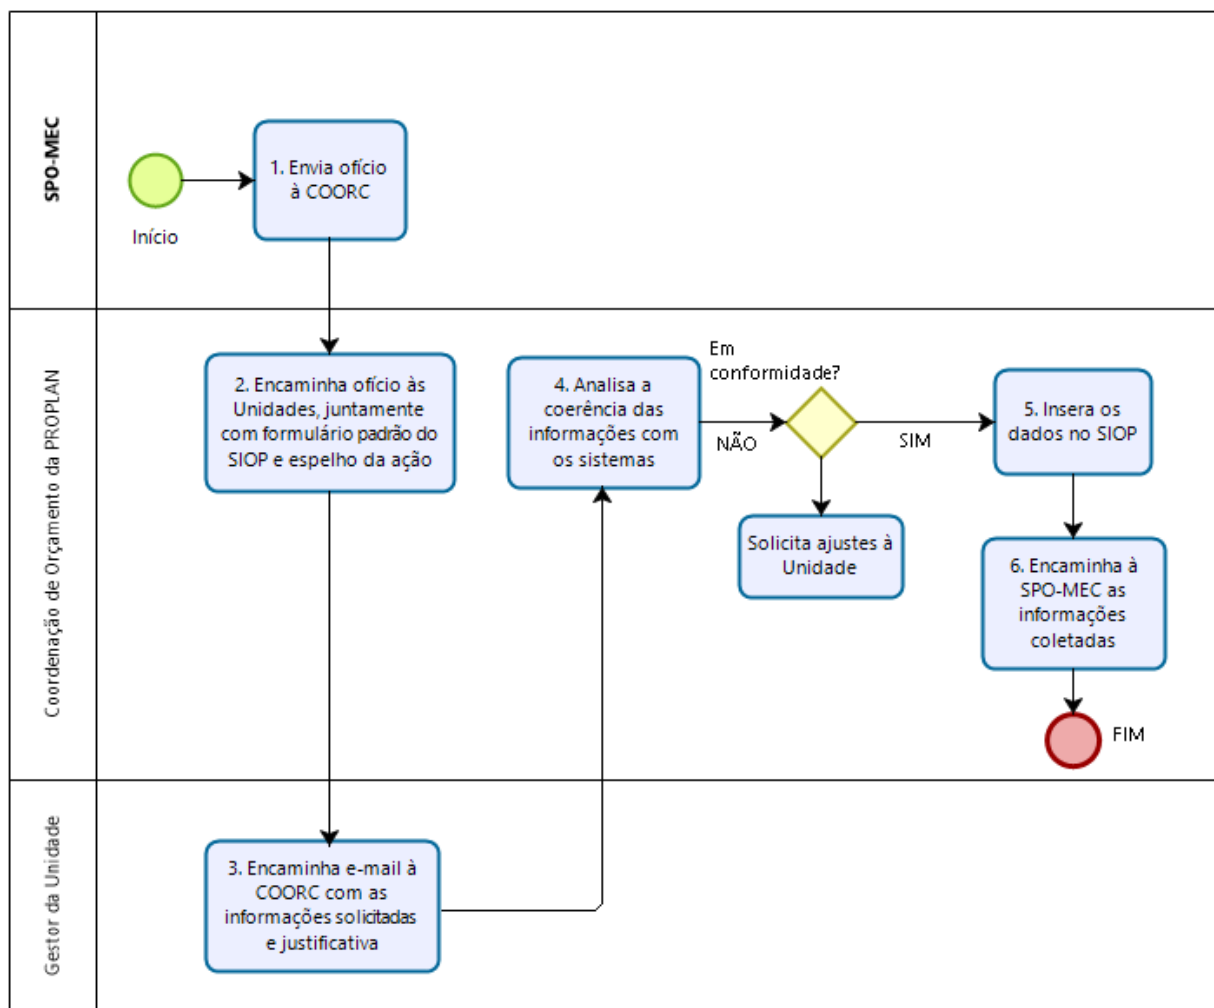 SPO-MEC
1. Envia ofício
à COORC
Início
Coordenação de Orçamento da PROPLAN
2. Encaminha ofício às
Unidades, juntamente
com formulário padrão do
SIOP e espelho da ação
4. Analisa a
coerência das
informações com
os sistemas
Em
conformidade?
NÃO
SIM
Solicita ajustes à
Unidade
5. Insera os
dados no SIOP
6. Encaminha à
SPO-MEC as
informações
coletadas
FIM
Gestor da Unidade
3. Encaminha e-mail à
COORC com as
informações solicitadas
e justificativa